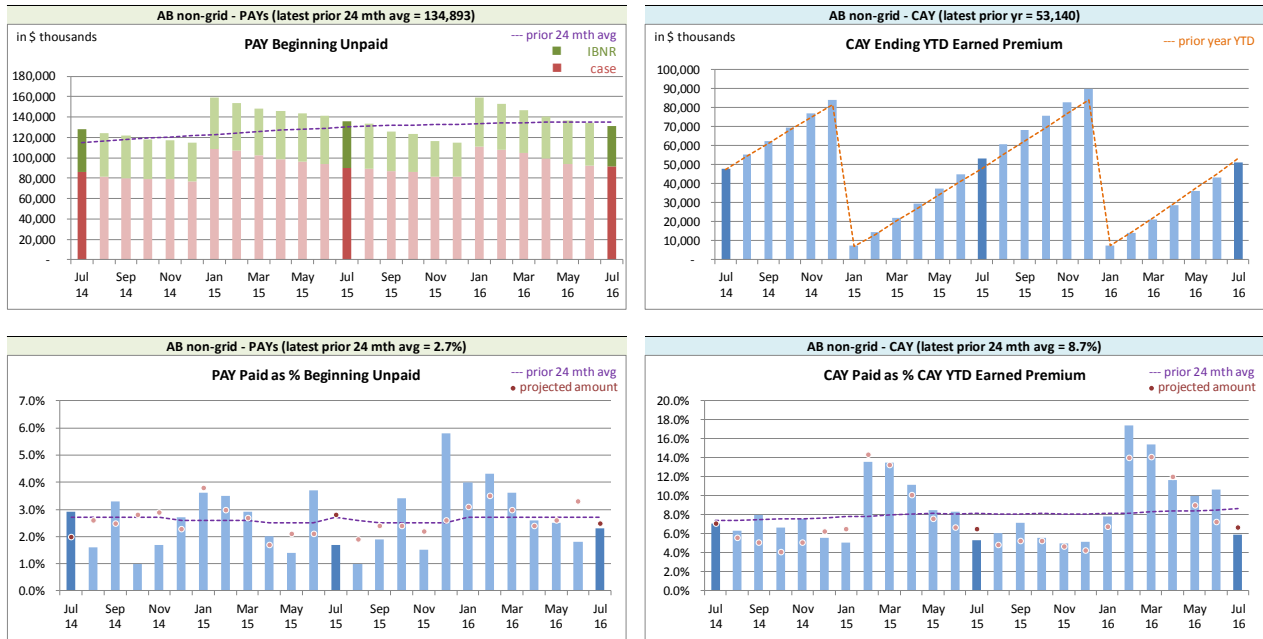 AB non-grid - PAYs (latest prior 24 mth avg = 134,893)
in $ thousands
PAY Beginning Unpaid
--- prior 24 mth avg
IBNR
case
180,000
160,000
140,000
120,000
100,000
80,000
60,000
40,000
20,000
-
Jul Sep Nov Jan Mar May Jul Sep Nov Jan Mar May Jul
14 14 14 15 15 15 15 15 15 16 16 16 16
AB non-grid - CAY (latest prior yr = 53,140)
in $ thousands
CAY Ending YTD Earned Premium
--- prior year YTD
100,000
90,000
80,000
70,000
60,000
50,000
40,000
30,000
20,000
10,000
-
Jul Sep Nov Jan Mar May Jul Sep Nov Jan Mar May Jul
14 14 14 15 15 15 15 15 15 16 16 16 16
AB non-grid - PAYs (latest prior 24 mth avg = 2.7%)
PAY Paid as % Beginning Unpaid
--- prior 24 mth avg
• projected amount
7.0%
6.0%
5.0%
4.0%
3.0%
2.0%
1.0%
0.0%
Jul Sep Nov Jan Mar May Jul Sep Nov Jan Mar May Jul
14 14 14 15 15 15 15 15 15 16 16 16 16
AB non-grid - CAY (latest prior 24 mth avg = 8.7%)
CAY Paid as % CAY YTD Earned Premium
--- prior 24 mth avg
• projected amount
20.0%
18.0%
16.0%
14.0%
12.0%
10.0%
8.0%
6.0%
4.0%
2.0%
0.0%
Jul Sep Nov Jan Mar May Jul Sep Nov Jan Mar May Jul
14 14 14 15 15 15 15 15 15 16 16 16 16